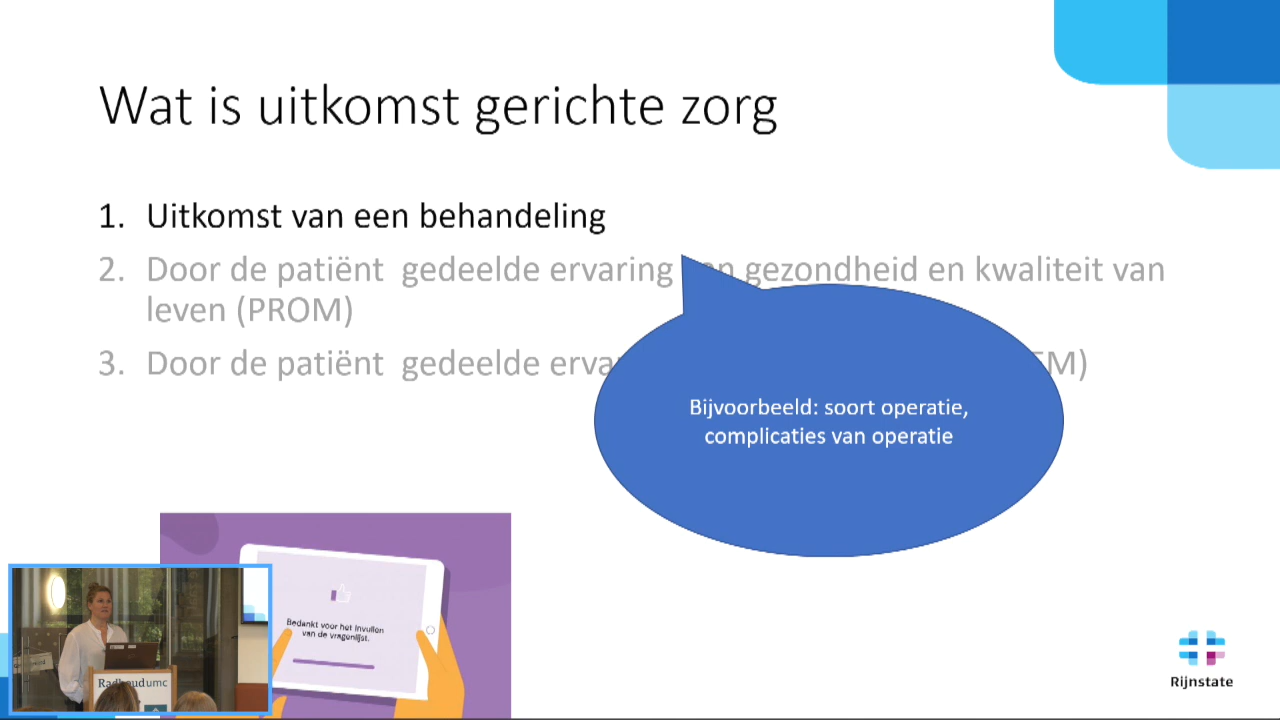 Wat is uitkomst gerichte zorg
1. Uitkomst van een behandeling
2. Door de patiënt gedeelde ervaring gezondheid en kwaliteit van
leven (PROM)
3. Door de patiënt gedeelde
Bijvoorbeeld: soort operatie,
complicaties van operatie
Bedankt voor het invullen
van de vragenlijst.
Rijnstate